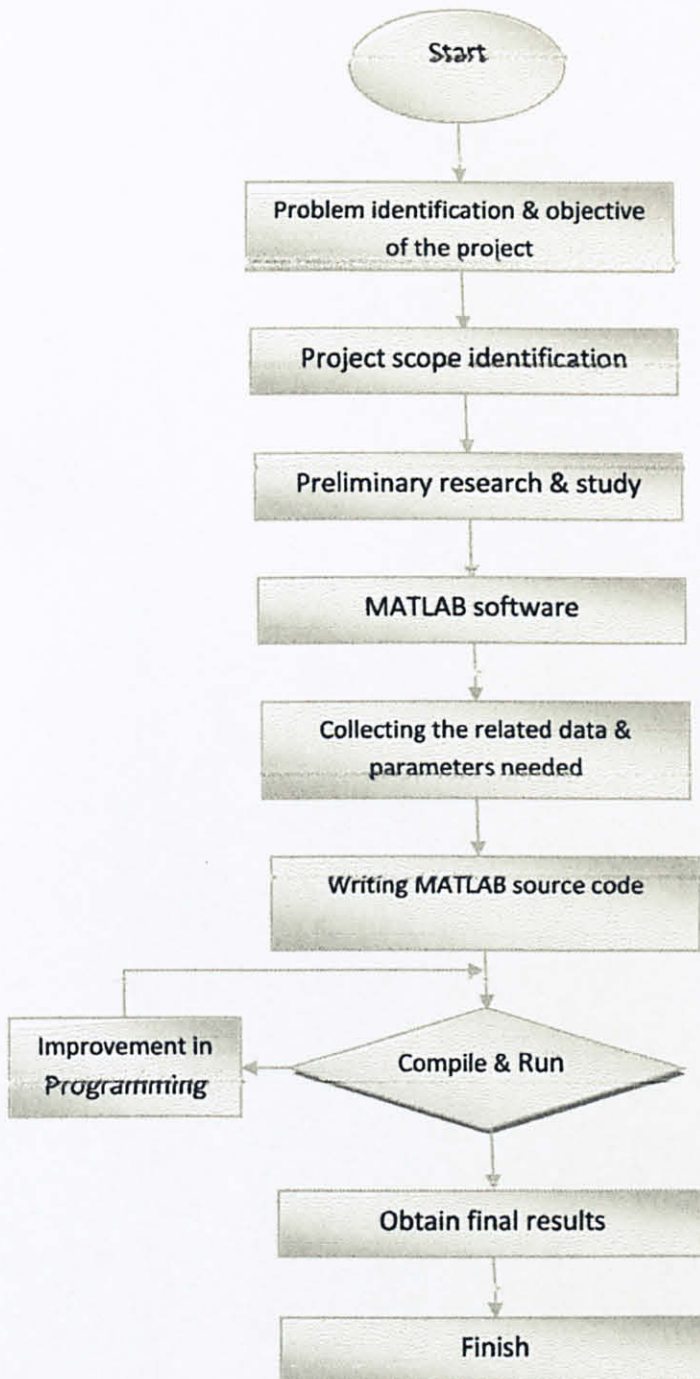 Start
Problem identification & objective
of the project
Project scope identification
Preliminary research & study
MATLAB software
Collecting the related data &
parameters needed
Writing MATLAB source code
Improvement in
Programming
Compile & Run
Obtain final results
Finish